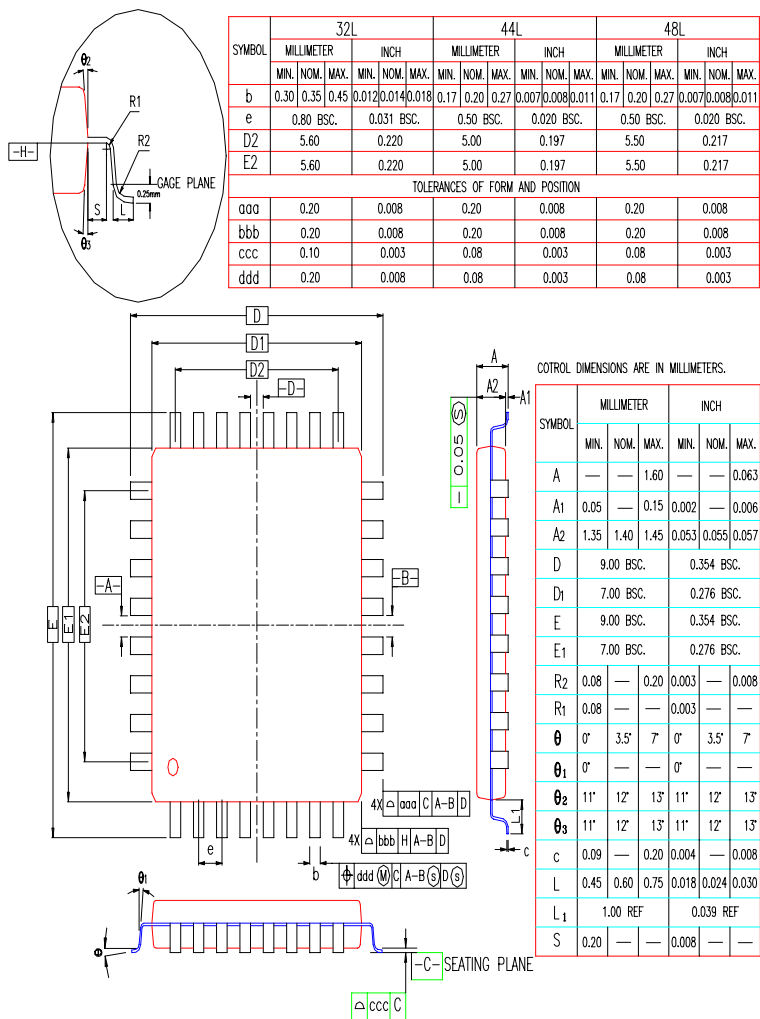 32L 44L 48L
SYMBOL MILLIMETER INCH MILLIMETER INCH MILLIMETER INCH
MIN. NOM. MAX. MIN. NOM. MAX. MIN. NOM. MAX. MIN. NOM. MAX. MIN. NOM. MAX. MIN. NOM. MAX.
b 0.30 0.35 0.45 0.012 0.014 0.018 0.17 0.20 0.27 0.007 0.008 0.011 0.17 0.20 0.27 0.007 0.008 0.011
e 0.80 BSC. 0.031 BSC. 0.50 BSC. 0.020 BSC. 0.50 BSC. 0.020 BSC.
D2 5.60 0.220 5.00 0.197 5.50 0.217
E2 5.60 0.220 5.00 0.197 5.50 0.217
TOLERANCES OF FORM AND POSITION
aaa 0.20 0.008 0.20 0.008 0.20 0.008
bbb 0.20 0.008 0.20 0.008 0.20 0.008
ccc 0.10 0.003 0.08 0.003 0.08 0.003
ddd 0.20 0.008 0.08 0.003 0.08 0.003
θ2
R1
R2
-H-
GAGE PLANE
0.25mm
S L
θ3
D
D1
D2
-D-
-A-
-B-
E
E1
E2
4X ⌓ aaa C A-B D
4X ⌓ bbb H A-B D
⌖ ddd Ⓜ C A-B Ⓢ D Ⓢ
e
b
A
A2
A1
— 0.05 Ⓢ
L1
c
θ1
θ
-C- SEATING PLANE
⌓ ccc C
COTROL DIMENSIONS ARE IN MILLIMETERS.
SYMBOL MILLIMETER INCH
MIN. NOM. MAX. MIN. NOM. MAX.
A — — 1.60 — — 0.063
A1 0.05 — 0.15 0.002 — 0.006
A2 1.35 1.40 1.45 0.053 0.055 0.057
D 9.00 BSC. 0.354 BSC.
D1 7.00 BSC. 0.276 BSC.
E 9.00 BSC. 0.354 BSC.
E1 7.00 BSC. 0.276 BSC.
R2 0.08 — 0.20 0.003 — 0.008
R1 0.08 — — 0.003 — —
θ 0° 3.5° 7° 0° 3.5° 7°
θ1 0° — — 0° — —
θ2 11° 12° 13° 11° 12° 13°
θ3 11° 12° 13° 11° 12° 13°
c 0.09 — 0.20 0.004 — 0.008
L 0.45 0.60 0.75 0.018 0.024 0.030
L1 1.00 REF 0.039 REF
S 0.20 — — 0.008 — —